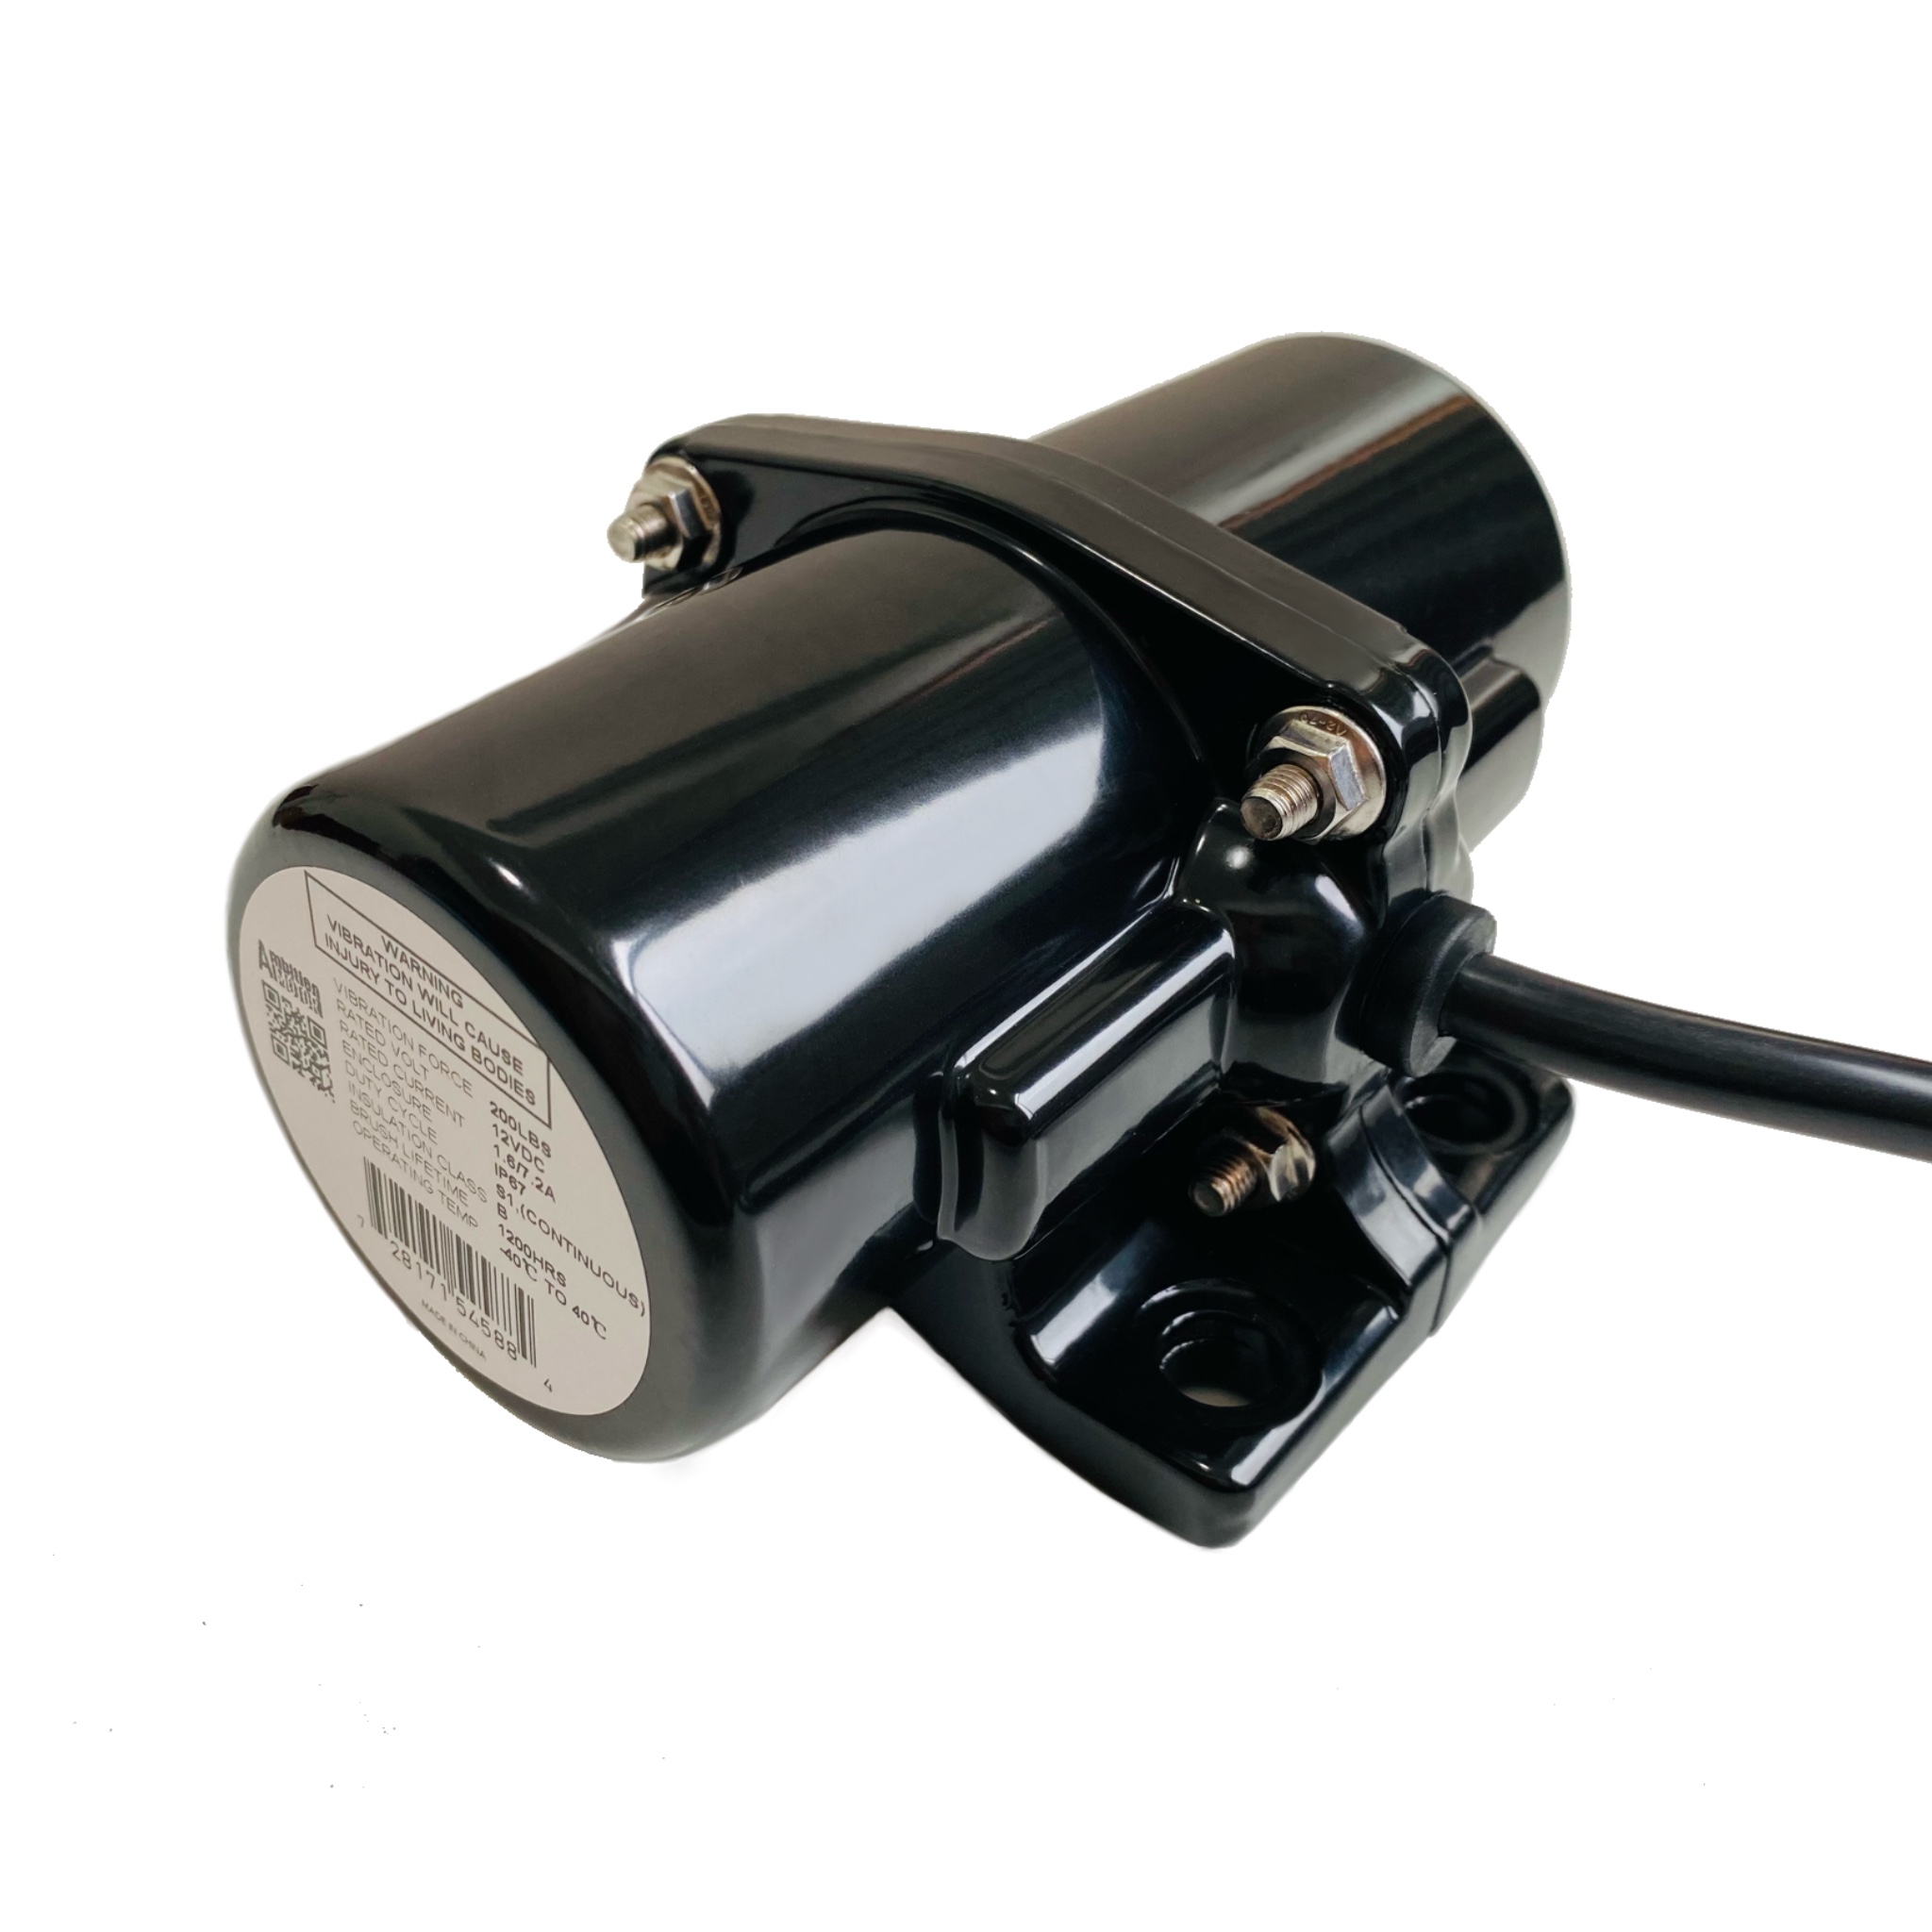 WARNING
VIBRATION WILL CAUSE
INJURY TO LIVING BODIES
VIBRATION FORCE 200LBS
RATED VOLT 12VDC
RATED CURRENT 1.6/7.2A
ENCLOSURE IP67
DUTY CYCLE S1,(CONTINUOUS)
INSULATION CLASS B
BRUSH LIFETIME 1200HRS
OPERATING TEMP -40℃ TO 40℃
7 28171 54588 4
MADE IN CHINA